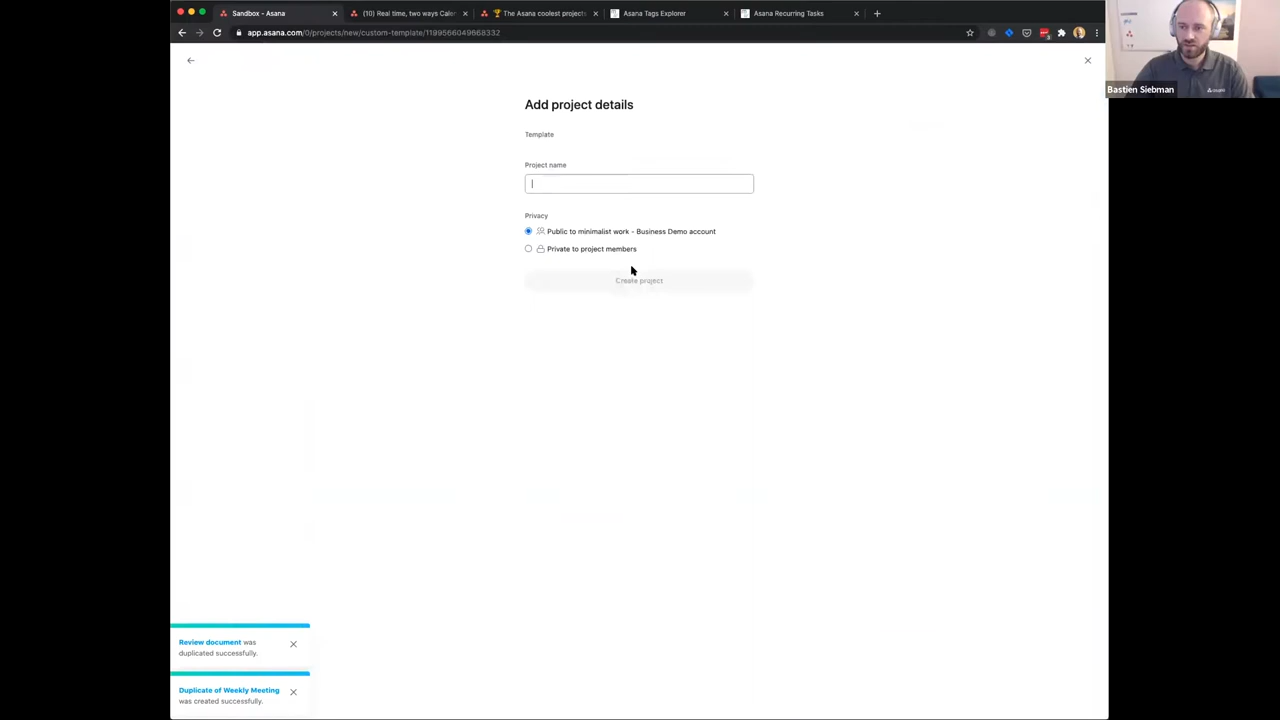 Sandbox - Asana
(10) Real time, two ways Caler
🏆 The Asana coolest projects
Asana Tags Explorer
Asana Recurring Tasks
app.asana.com/0/projects/new/custom-template/1199566049668332
Bastien Siebman
Add project details
Template
Project name
Privacy
Public to minimalist work - Business Demo account
Private to project members
Create project
Review document was
duplicated successfully.
Duplicate of Weekly Meeting
was created successfully.